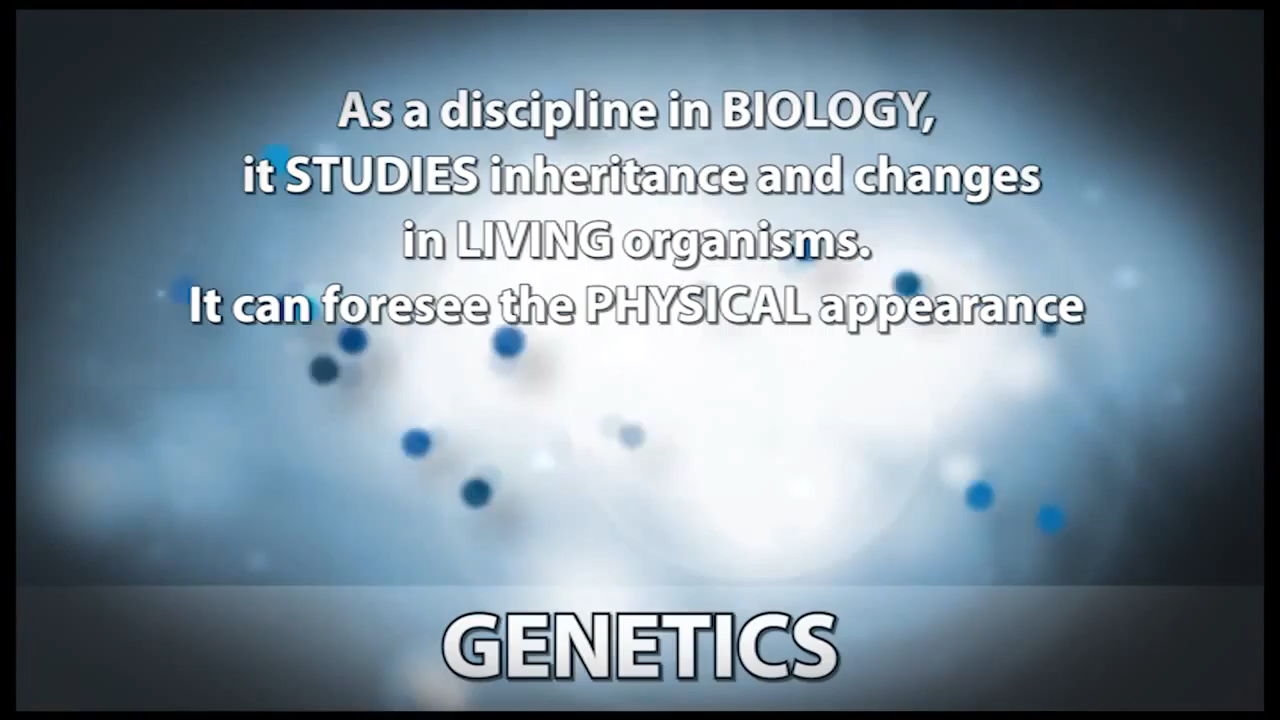 As a discipline in BIOLOGY,
it STUDIES inheritance and changes
in LIVING organisms.
It can foresee the PHYSICAL appearance
GENETICS